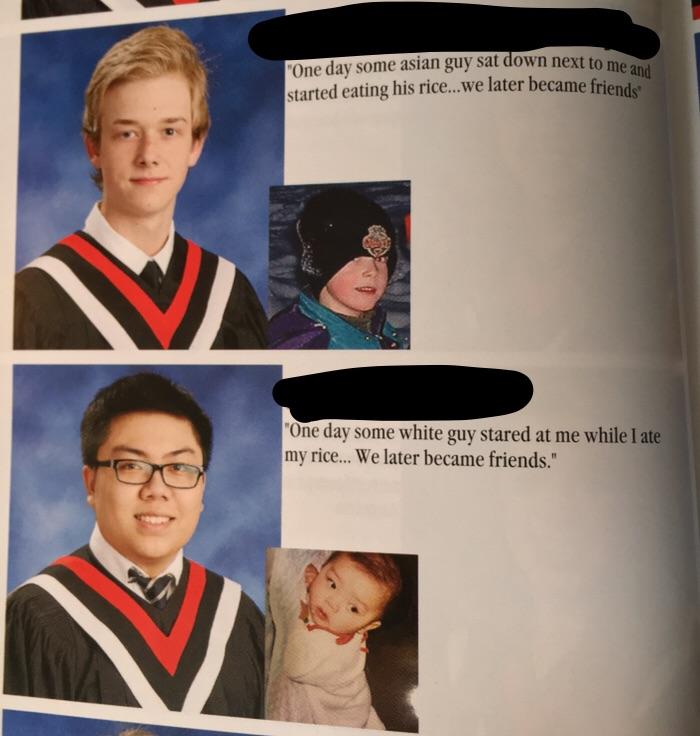 "One day some asian guy sat down next to me and
started eating his rice...we later became friends"
"One day some white guy stared at me while I ate
my rice... We later became friends."